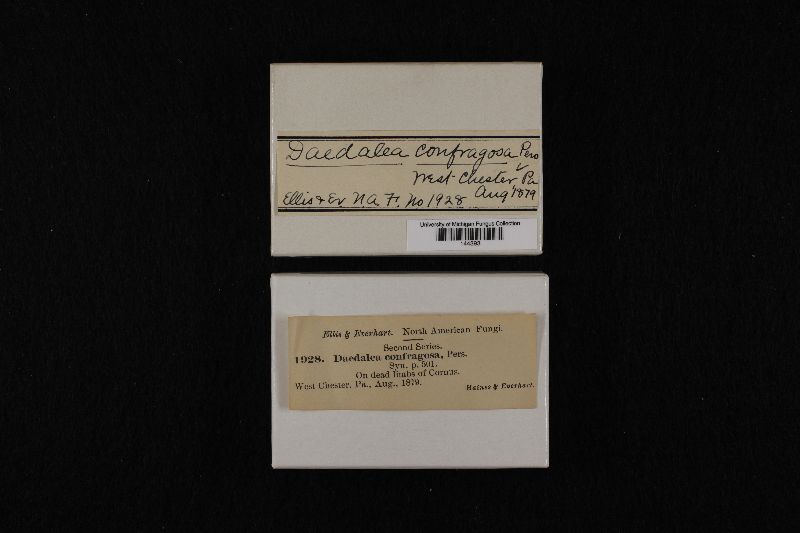 Daedalea confragosa Pers
West Chester, Pa
Ellis & Ev N.A.F. No 1928 Aug 1879
University of Michigan Fungus Collection
144393
Ellis & Everhart. North American Fungi.
Second Series.
1928. Daedalea confragosa, Pers.
Syn. p. 501.
On dead limbs of Cornus.
West Chester, Pa., Aug., 1879.
Haines & Everhart.